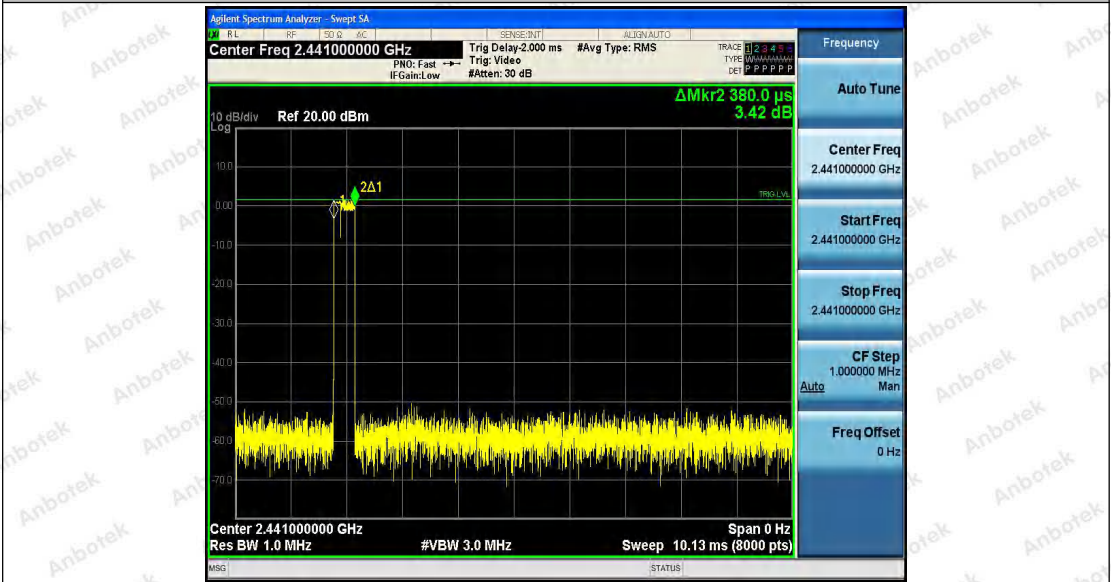 Agilent Spectrum Analyzer - Swept SA
RL RF 50 Ω AC SENSE:INT ALIGN AUTO
Center Freq 2.441000000 GHz
PNO: Fast
IFGain:Low
Trig Delay-2.000 ms
Trig: Video
#Atten: 30 dB
#Avg Type: RMS
TRACE 1 2 3 4 5 6
TYPE
DET P P P P P P
Frequency
ΔMkr2 380.0 µs
3.42 dB
10 dB/div
Log
Ref 20.00 dBm
10.0
0.00
-10.0
-20.0
-30.0
-40.0
-50.0
-60.0
-70.0
2Δ1
TRIG LVL
Center 2.441000000 GHz
Span 0 Hz
Res BW 1.0 MHz
#VBW 3.0 MHz
Sweep 10.13 ms (8000 pts)
MSG
STATUS
Auto Tune
Center Freq
2.441000000 GHz
Start Freq
2.441000000 GHz
Stop Freq
2.441000000 GHz
CF Step
1.000000 MHz
Auto Man
Freq Offset
0 Hz
Anbotek